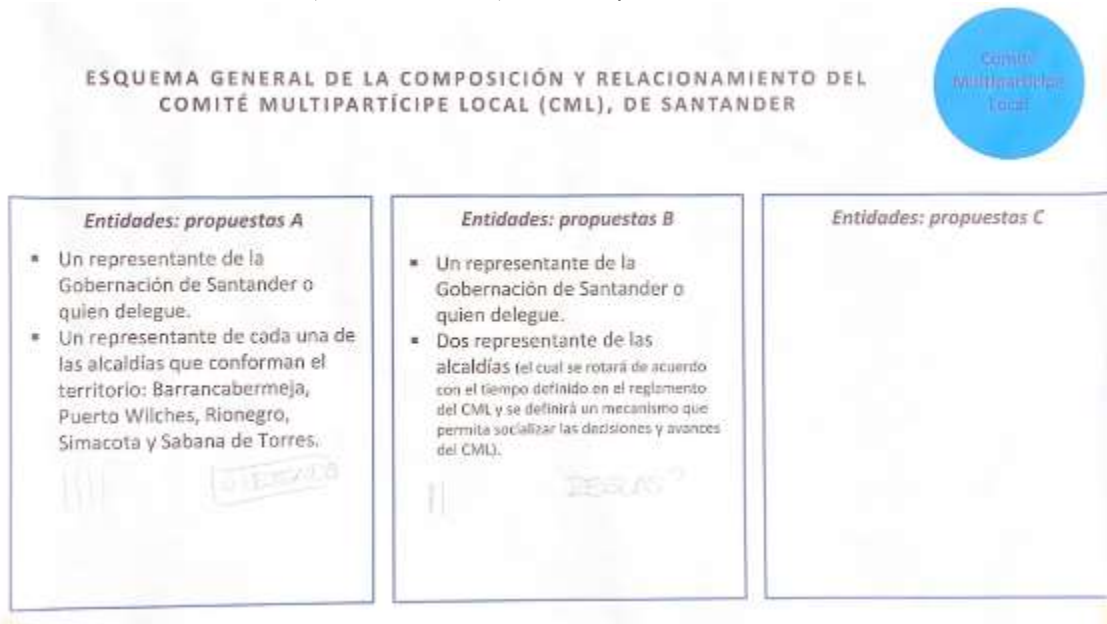 ESQUEMA GENERAL DE LA COMPOSICIÓN Y RELACIONAMIENTO DEL
COMITÉ MULTIPARTÍCIPE LOCAL (CML), DE SANTANDER
Comité
Multipartícipe
Local
Entidades: propuestas A
▪ Un representante de la
Gobernación de Santander o
quien delegue.
▪ Un representante de cada una de
las alcaldías que conforman el
territorio: Barrancabermeja,
Puerto Wilches, Rionegro,
Simacota y Sabana de Torres.
Entidades: propuestas B
▪ Un representante de la
Gobernación de Santander o
quien delegue.
▪ Dos representante de las
alcaldías (el cual se rotará de acuerdo
con el tiempo definido en el reglamento
del CML y se definirá un mecanismo que
permita socializar las decisiones y avances
del CML).
Entidades: propuestas C